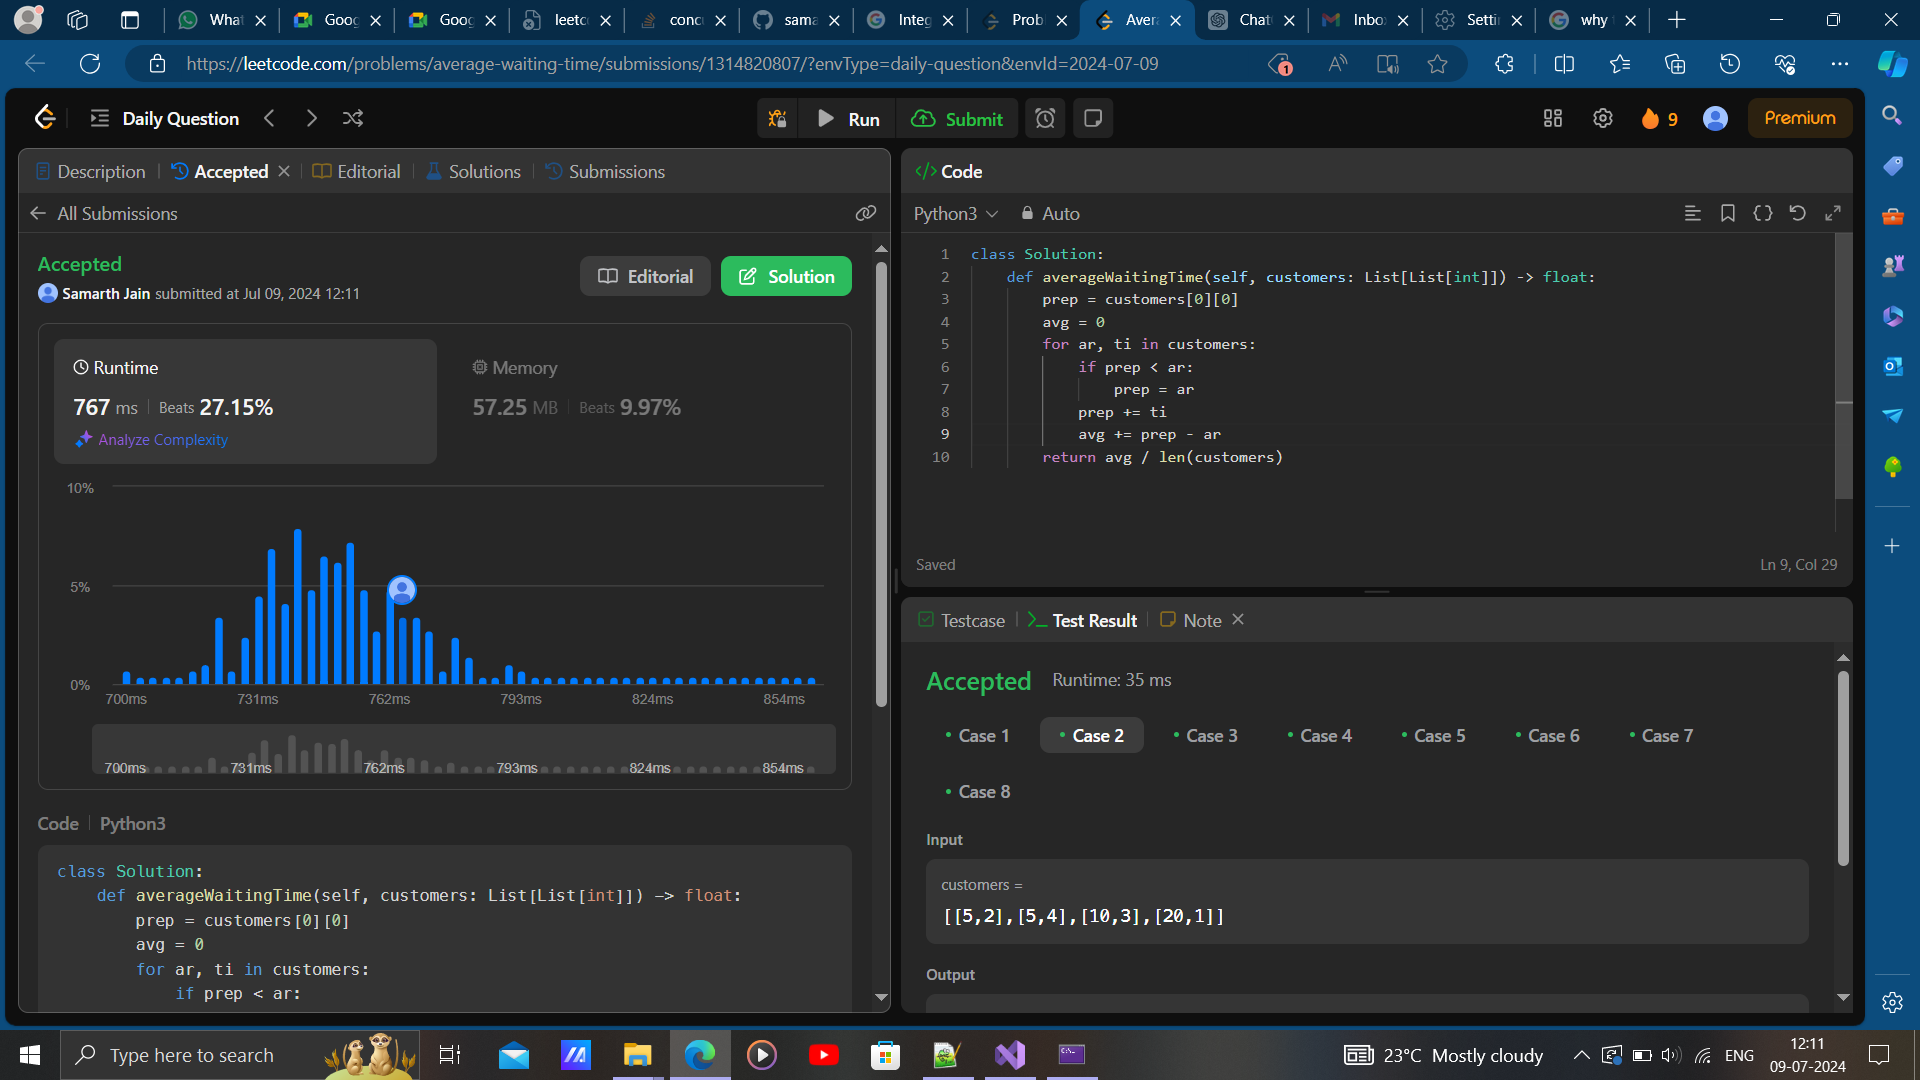 What
Goog
Goog
leetc
conc
sama
Integ
Prob
Avera
Chat
Inbo
Settin
why
https://leetcode.com/problems/average-waiting-time/submissions/1314820807/?envType=daily-question&envId=2024-07-09
1
Daily Question
Run
Submit
9
Premium
Description
Accepted
Editorial
Solutions
Submissions
All Submissions
Accepted
Samarth Jain submitted at Jul 09, 2024 12:11
Editorial
Solution
Runtime
767 ms Beats 27.15%
Analyze Complexity
Memory
57.25 MB Beats 9.97%
10%
5%
0%
700ms 731ms 762ms 793ms 824ms 854ms
700ms 731ms 762ms 793ms 824ms 854ms
Code Python3
class Solution:
def averageWaitingTime(self, customers: List[List[int]]) -> float:
prep = customers[0][0]
avg = 0
for ar, ti in customers:
if prep < ar:
</> Code
Python3 Auto
1 class Solution:
2 def averageWaitingTime(self, customers: List[List[int]]) -> float:
3 prep = customers[0][0]
4 avg = 0
5 for ar, ti in customers:
6 if prep < ar:
7 prep = ar
8 prep += ti
9 avg += prep - ar
10 return avg / len(customers)
Saved
Ln 9, Col 29
Testcase
Test Result
Note
Accepted Runtime: 35 ms
Case 1
Case 2
Case 3
Case 4
Case 5
Case 6
Case 7
Case 8
Input
customers =
[[5,2],[5,4],[10,3],[20,1]]
Output
Type here to search
23°C Mostly cloudy
ENG
12:11
09-07-2024